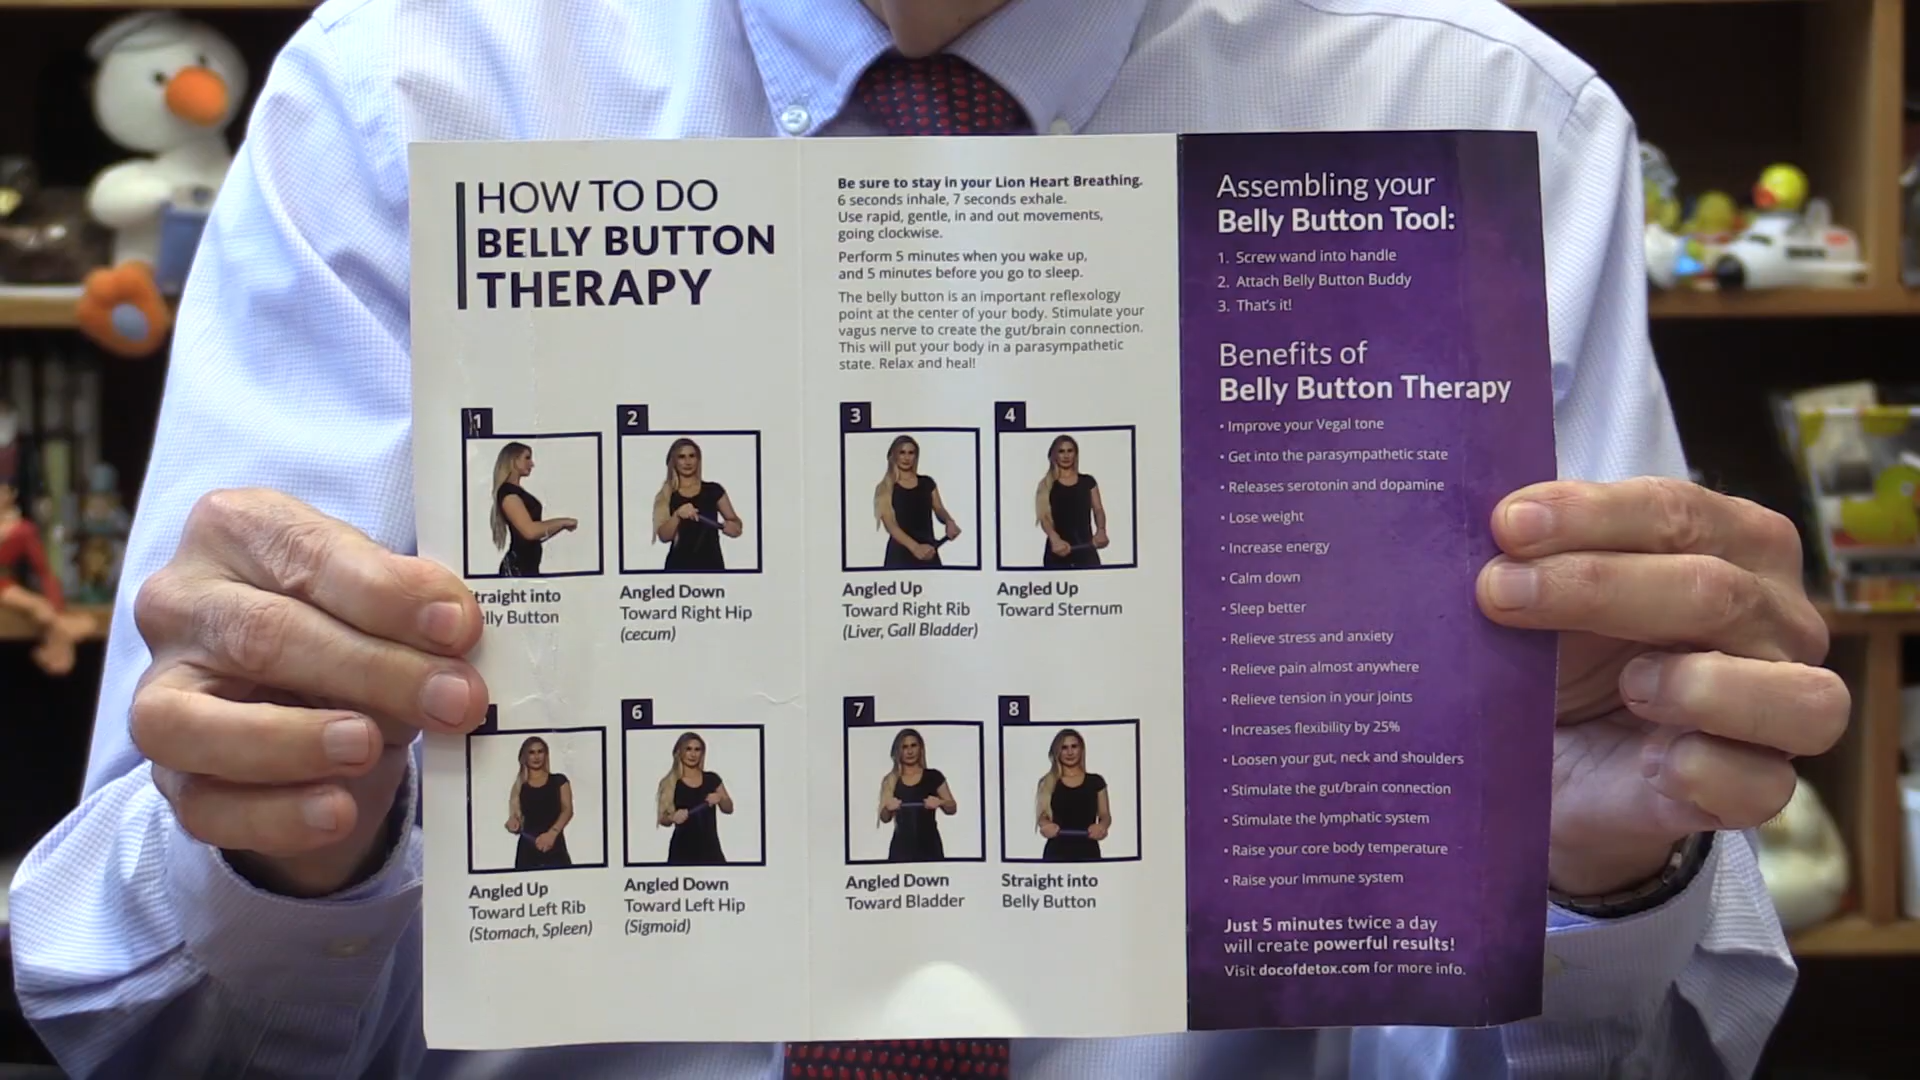 HOW TO DO
BELLY BUTTON
THERAPY
1
traight into
lly Button
2
Angled Down
Toward Right Hip
(cecum)
Angled Up
Toward Left Rib
(Stomach, Spleen)
6
Angled Down
Toward Left Hip
(Sigmoid)
Be sure to stay in your Lion Heart Breathing.
6 seconds inhale, 7 seconds exhale.
Use rapid, gentle, in and out movements,
going clockwise.
Perform 5 minutes when you wake up,
and 5 minutes before you go to sleep.
The belly button is an important reflexology
point at the center of your body. Stimulate your
vagus nerve to create the gut/brain connection.
This will put your body in a parasympathetic
state. Relax and heal!
3
Angled Up
Toward Right Rib
(Liver, Gall Bladder)
4
Angled Up
Toward Sternum
7
Angled Down
Toward Bladder
8
Straight into
Belly Button
Assembling your
Belly Button Tool:
1. Screw wand into handle
2. Attach Belly Button Buddy
3. That's it!
Benefits of
Belly Button Therapy
• Improve your Vegal tone
• Get into the parasympathetic state
• Releases serotonin and dopamine
• Lose weight
• Increase energy
• Calm down
• Sleep better
• Relieve stress and anxiety
• Relieve pain almost anywhere
• Relieve tension in your joints
• Increases flexibility by 25%
• Loosen your gut, neck and shoulders
• Stimulate the gut/brain connection
• Stimulate the lymphatic system
• Raise your core body temperature
• Raise your Immune system
Just 5 minutes twice a day
will create powerful results!
Visit docofdetox.com for more info.